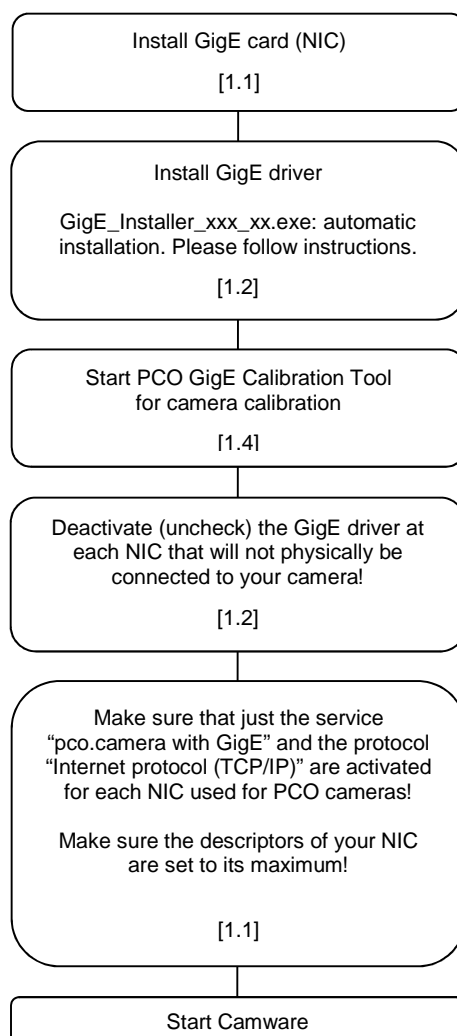 Install GigE card (NIC)
[1.1]
Install GigE driver
GigE_Installer_xxx_xx.exe: automatic
installation. Please follow instructions.
[1.2]
Start PCO GigE Calibration Tool
for camera calibration
[1.4]
Deactivate (uncheck) the GigE driver at
each NIC that will not physically be
connected to your camera!
[1.2]
Make sure that just the service
“pco.camera with GigE” and the protocol
“Internet protocol (TCP/IP)” are activated
for each NIC used for PCO cameras!
Make sure the descriptors of your NIC
are set to its maximum!
[1.1]
Start Camware